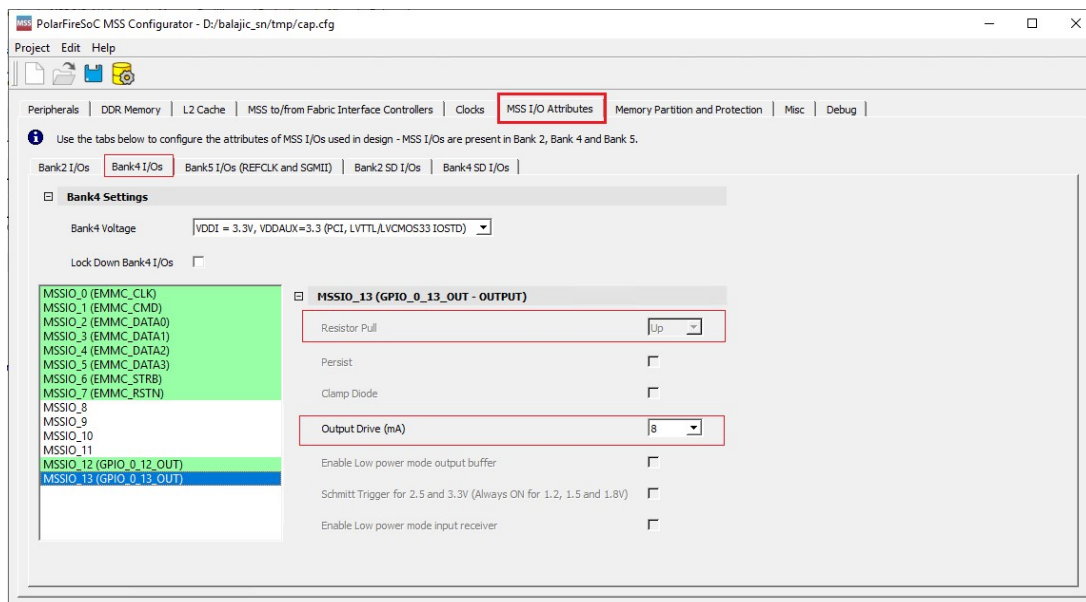 MSS PolarFireSoC MSS Configurator - D:/balajic_sn/tmp/cap.cfg
Project Edit Help
Peripherals DDR Memory L2 Cache MSS to/from Fabric Interface Controllers Clocks MSS I/O Attributes Memory Partition and Protection Misc Debug
Use the tabs below to configure the attributes of MSS I/Os used in design - MSS I/Os are present in Bank 2, Bank 4 and Bank 5.
Bank2 I/Os Bank4 I/Os Bank5 I/Os (REFCLK and SGMII) Bank2 SD I/Os Bank4 SD I/Os
Bank4 Settings
Bank4 Voltage VDDI = 3.3V, VDDAUX=3.3 (PCI, LVTTL/LVCMOS33 IOSTD)
Lock Down Bank4 I/Os
MSSIO_0 (EMMC_CLK)
MSSIO_1 (EMMC_CMD)
MSSIO_2 (EMMC_DATA0)
MSSIO_3 (EMMC_DATA1)
MSSIO_4 (EMMC_DATA2)
MSSIO_5 (EMMC_DATA3)
MSSIO_6 (EMMC_STRB)
MSSIO_7 (EMMC_RSTN)
MSSIO_8
MSSIO_9
MSSIO_10
MSSIO_11
MSSIO_12 (GPIO_0_12_OUT)
MSSIO_13 (GPIO_0_13_OUT)
MSSIO_13 (GPIO_0_13_OUT - OUTPUT)
Resistor Pull Up
Persist
Clamp Diode
Output Drive (mA) 8
Enable Low power mode output buffer
Schmitt Trigger for 2.5 and 3.3V (Always ON for 1.2, 1.5 and 1.8V)
Enable Low power mode input receiver